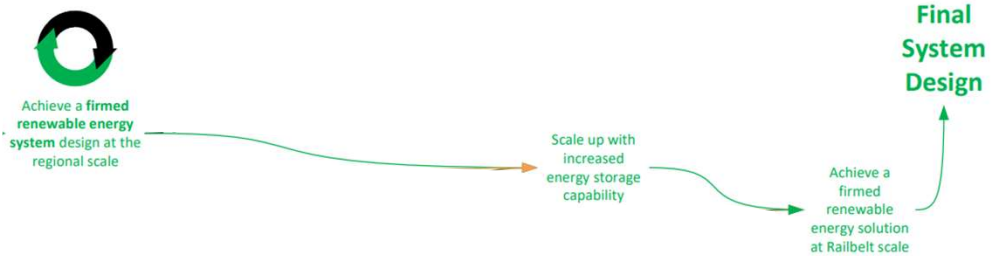 Achieve a firmed
renewable energy
system design at the
regional scale
Scale up with
increased
energy storage
capability
Achieve a
firmed
renewable
energy solution
at Railbelt scale
Final
System
Design